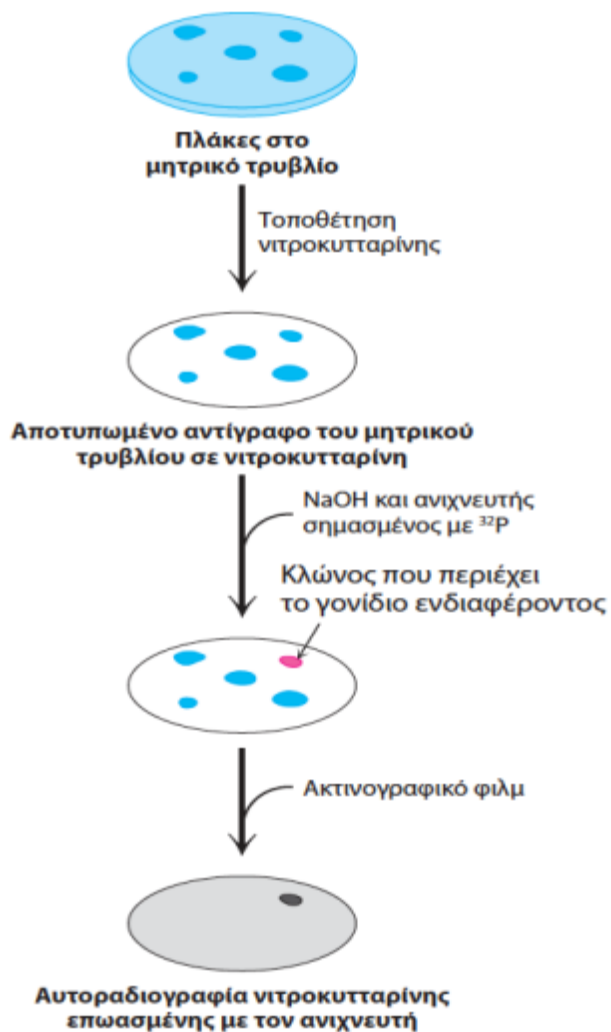 Πλάκες στο
μητρικό τρυβλίο
Τοποθέτηση
νιτροκυτταρίνης
Αποτυπωμένο αντίγραφο του μητρικού
τρυβλίου σε νιτροκυτταρίνη
NaOH και ανιχνευτής
σημασμένος με ³²P
Κλώνος που περιέχει
το γονίδιο ενδιαφέροντος
Ακτινογραφικό φιλμ
Αυτοραδιογραφία νιτροκυτταρίνης
επωασμένης με τον ανιχνευτή